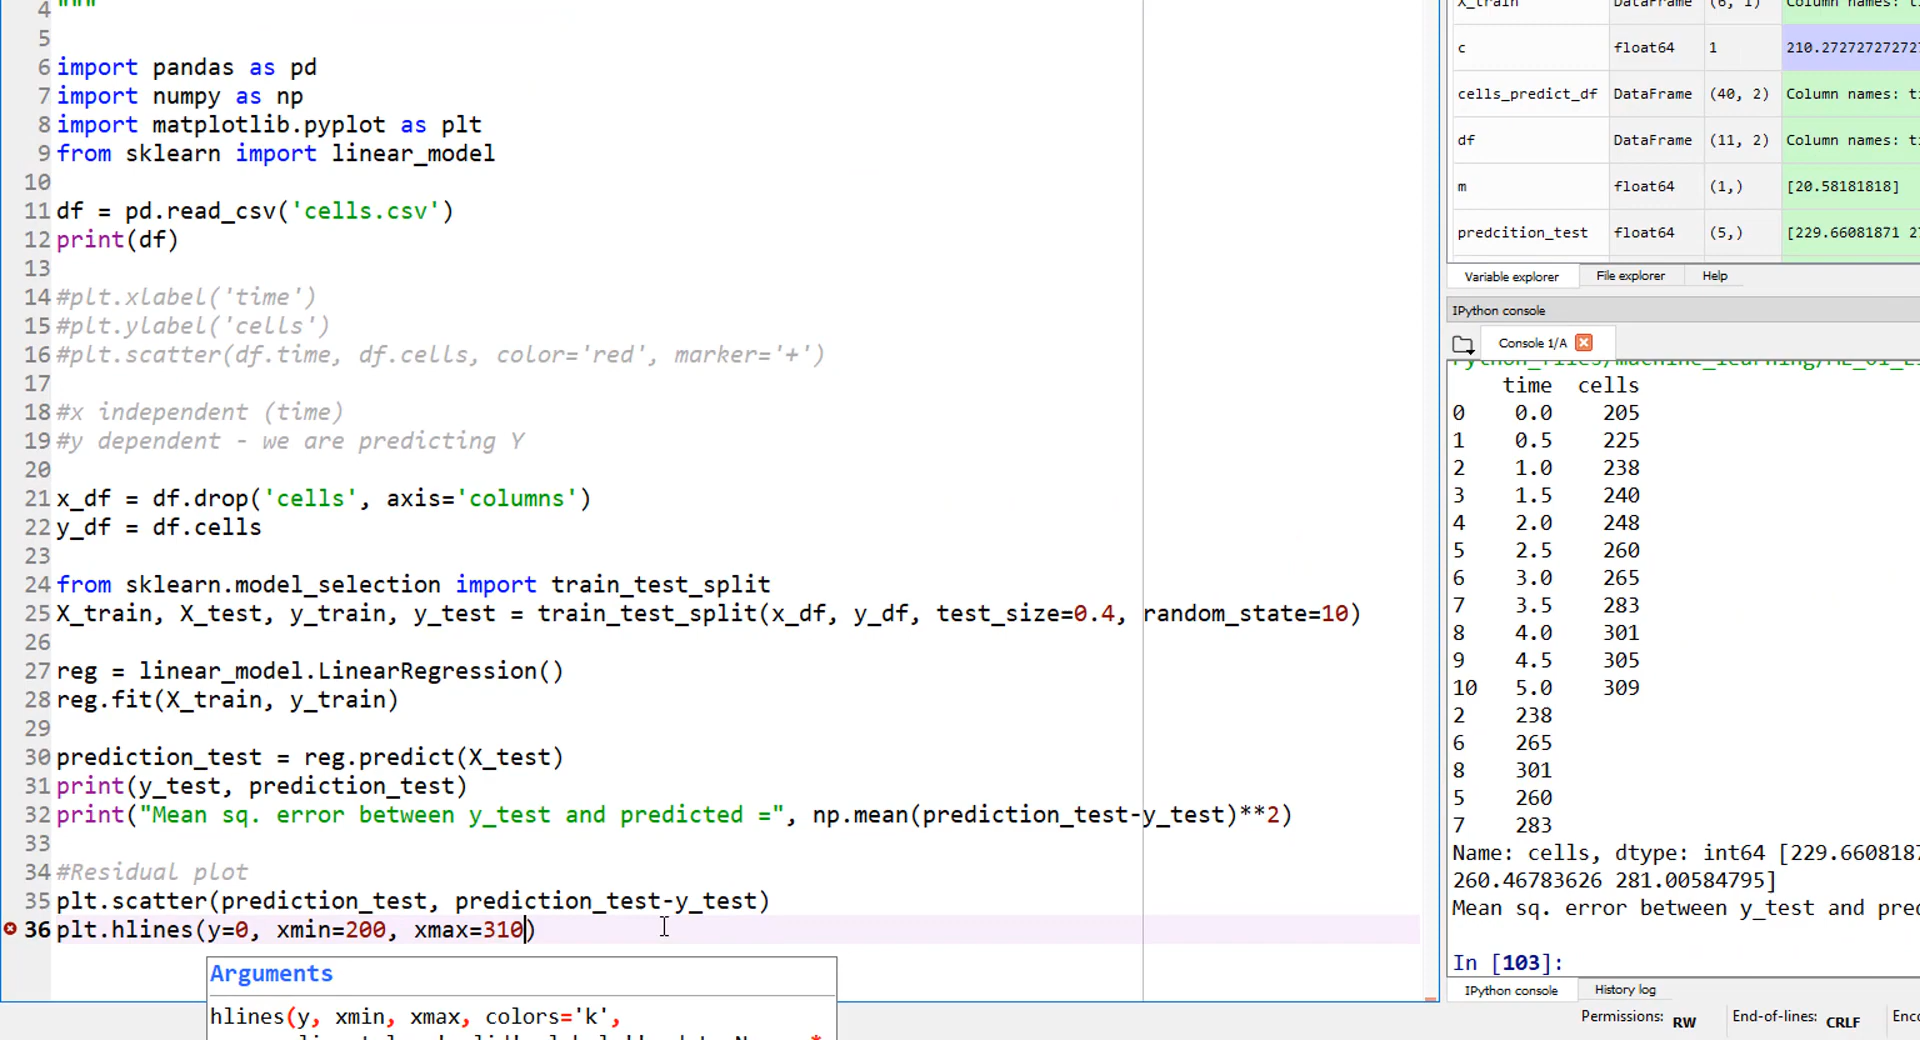 4 """
5
6 import pandas as pd
7 import numpy as np
8 import matplotlib.pyplot as plt
9 from sklearn import linear_model
10
11 df = pd.read_csv('cells.csv')
12 print(df)
13
14 #plt.xlabel('time')
15 #plt.ylabel('cells')
16 #plt.scatter(df.time, df.cells, color='red', marker='+')
17
18 #x independent (time)
19 #y dependent - we are predicting Y
20
21 x_df = df.drop('cells', axis='columns')
22 y_df = df.cells
23
24 from sklearn.model_selection import train_test_split
25 X_train, X_test, y_train, y_test = train_test_split(x_df, y_df, test_size=0.4, random_state=10)
26
27 reg = linear_model.LinearRegression()
28 reg.fit(X_train, y_train)
29
30 prediction_test = reg.predict(X_test)
31 print(y_test, prediction_test)
32 print("Mean sq. error between y_test and predicted =", np.mean(prediction_test-y_test)**2)
33
34 #Residual plot
35 plt.scatter(prediction_test, prediction_test-y_test)
36 plt.hlines(y=0, xmin=200, xmax=310)
Arguments
hlines(y, xmin, xmax, colors='k',
X_train DataFrame (6, 1) Column names: ti
c float64 1 210.272727272727
cells_predict_df DataFrame (40, 2) Column names: ti
df DataFrame (11, 2) Column names: ti
m float64 (1,) [20.58181818]
predcition_test float64 (5,) [229.66081871 2
Variable explorer File explorer Help
IPython console
Console 1/A
time cells
0 0.0 205
1 0.5 225
2 1.0 238
3 1.5 240
4 2.0 248
5 2.5 260
6 3.0 265
7 3.5 283
8 4.0 301
9 4.5 305
10 5.0 309
2 238
6 265
8 301
5 260
7 283
Name: cells, dtype: int64 [229.6608187
260.46783626 281.00584795]
Mean sq. error between y_test and pred
In [103]:
IPython console History log
Permissions: RW End-of-lines: CRLF Enco